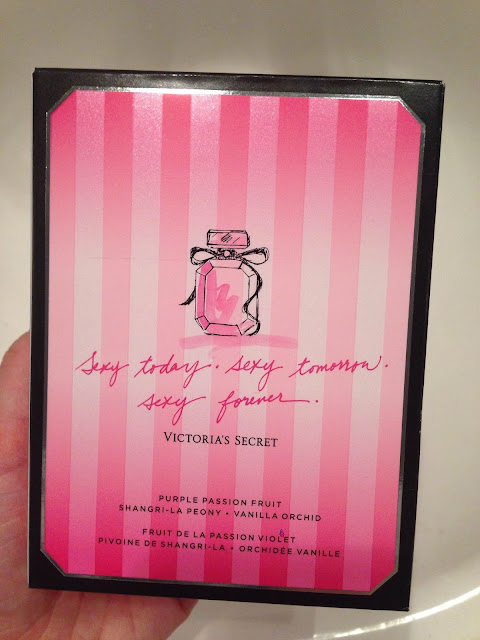 Sexy today. Sexy tomorrow.
Sexy forever.
VICTORIA'S SECRET
PURPLE PASSION FRUIT
SHANGRI-LA PEONY • VANILLA ORCHID
FRUIT DE LA PASSION VIOLET
PIVOINE DE SHANGRI-LA • ORCHIDÉE VANILLE